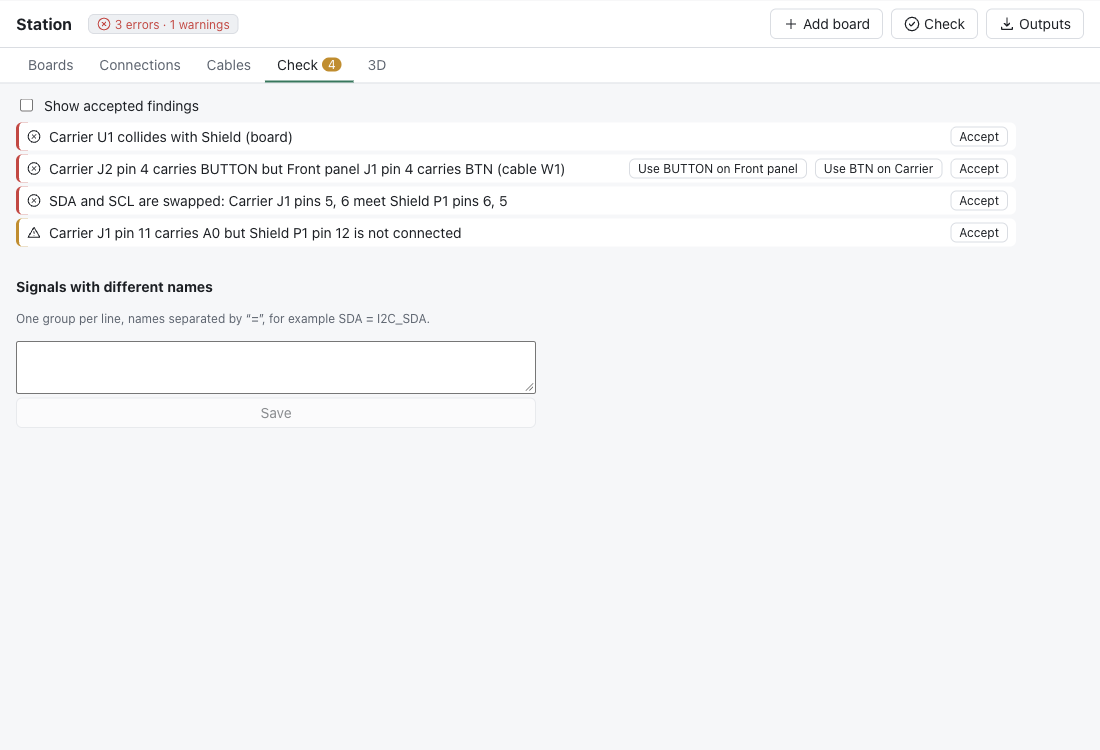 Station
3 errors · 1 warnings
Add board
Check
Outputs
Boards
Connections
Cables
Check 4
3D
Show accepted findings
Carrier U1 collides with Shield (board)
Accept
Carrier J2 pin 4 carries BUTTON but Front panel J1 pin 4 carries BTN (cable W1)
Use BUTTON on Front panel
Use BTN on Carrier
Accept
SDA and SCL are swapped: Carrier J1 pins 5, 6 meet Shield P1 pins 6, 5
Accept
Carrier J1 pin 11 carries A0 but Shield P1 pin 12 is not connected
Accept
Signals with different names
One group per line, names separated by “=”, for example SDA = I2C_SDA.
Save